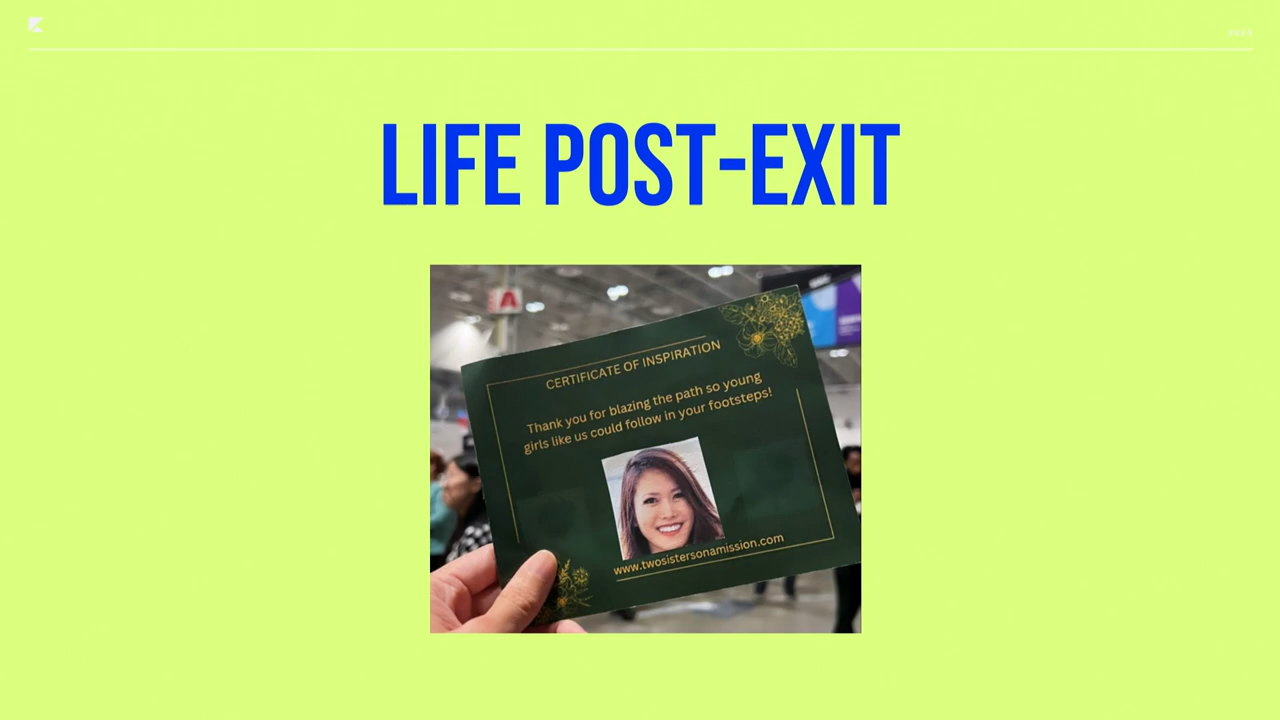 LIFE POST-EXIT
A
CERTIFICATE OF INSPIRATION
Thank you for blazing the path so young
girls like us could follow in your footsteps!
www.twosistersonamission.com